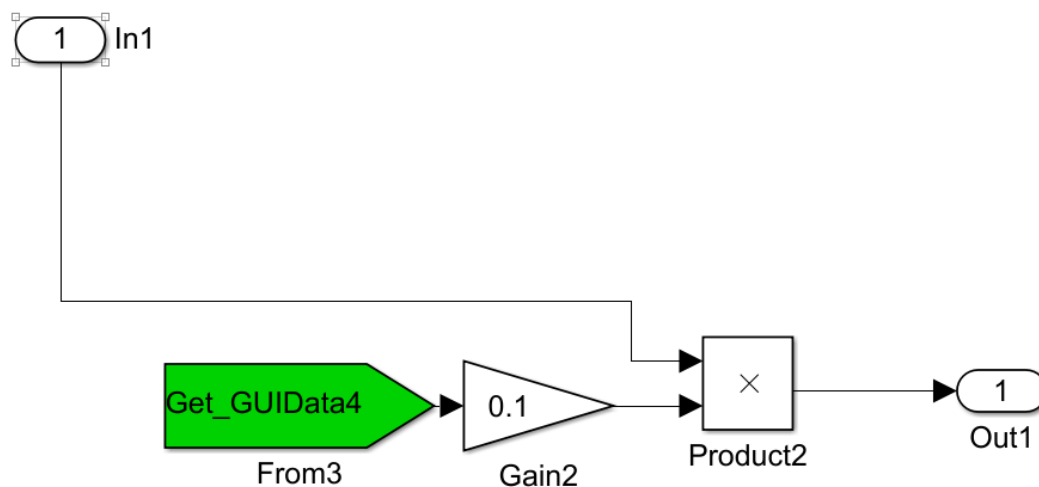 1 In1
Get_GUIData4
0.1
×
1
From3
Gain2
Product2
Out1